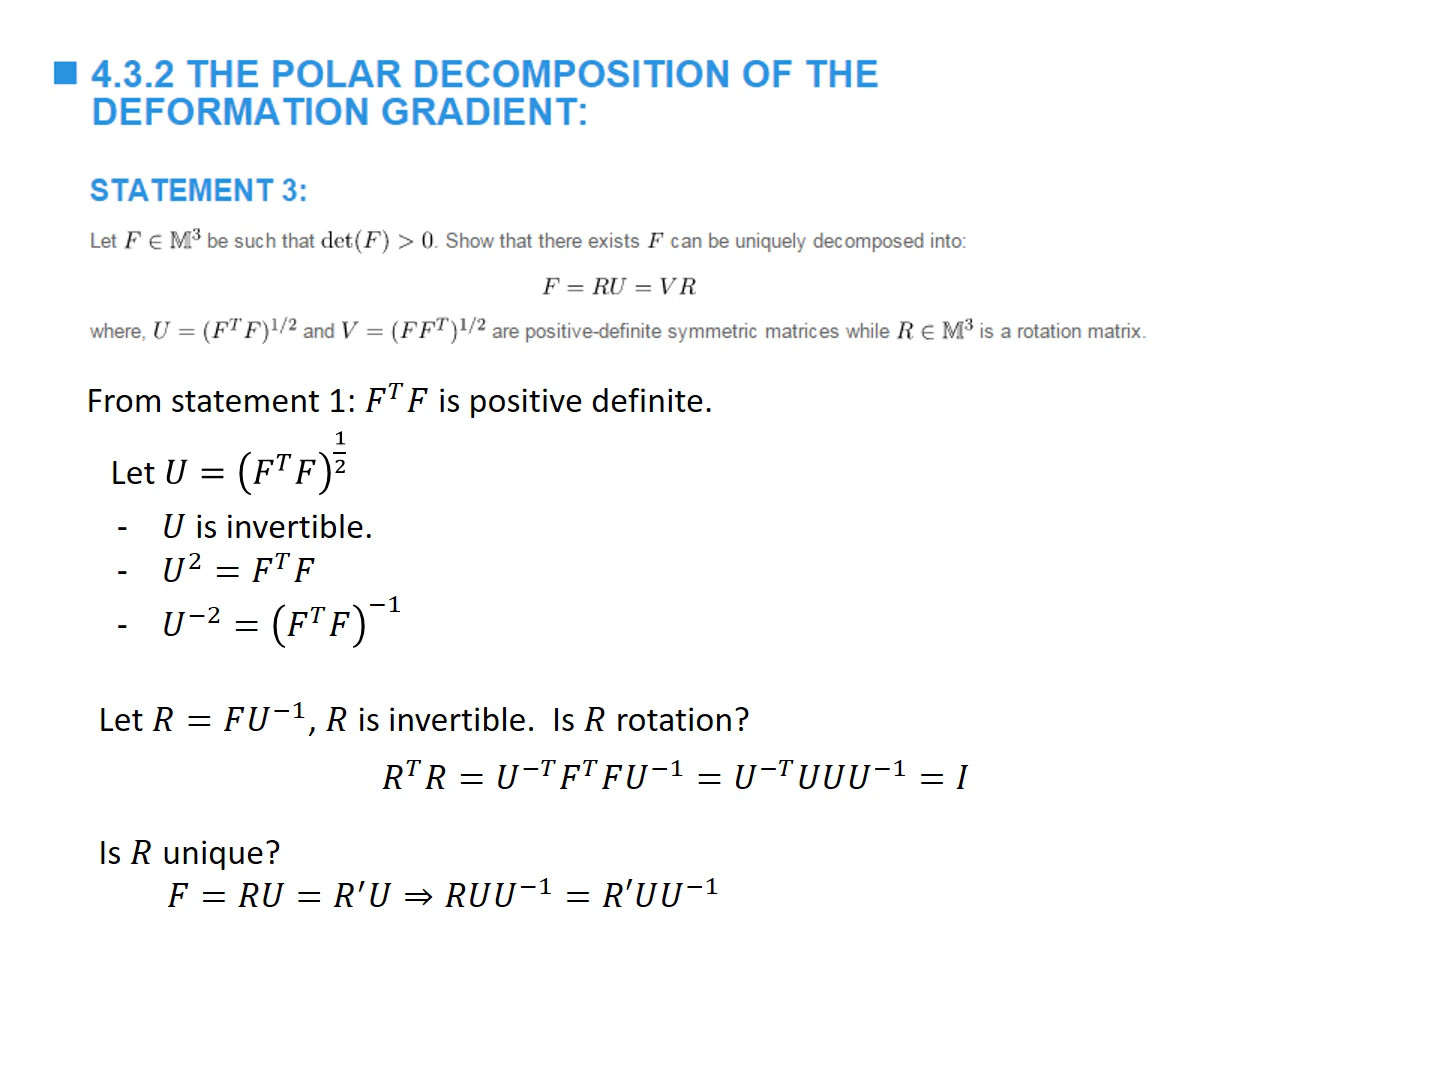 4.3.2 THE POLAR DECOMPOSITION OF THE
DEFORMATION GRADIENT:
STATEMENT 3:
Let F ∈ 𝕄³ be such that det(F) > 0. Show that there exists F can be uniquely decomposed into:
F = RU = VR
where, U = (FᵀF)^{1/2} and V = (FFᵀ)^{1/2} are positive-definite symmetric matrices while R ∈ 𝕄³ is a rotation matrix.
From statement 1: FᵀF is positive definite.
Let U = (FᵀF)^{1/2}
- U is invertible.
- U² = FᵀF
- U⁻² = (FᵀF)⁻¹
Let R = FU⁻¹, R is invertible. Is R rotation?
RᵀR = U⁻ᵀFᵀFU⁻¹ = U⁻ᵀUUU⁻¹ = I
Is R unique?
F = RU = R′U ⇒ RUU⁻¹ = R′UU⁻¹